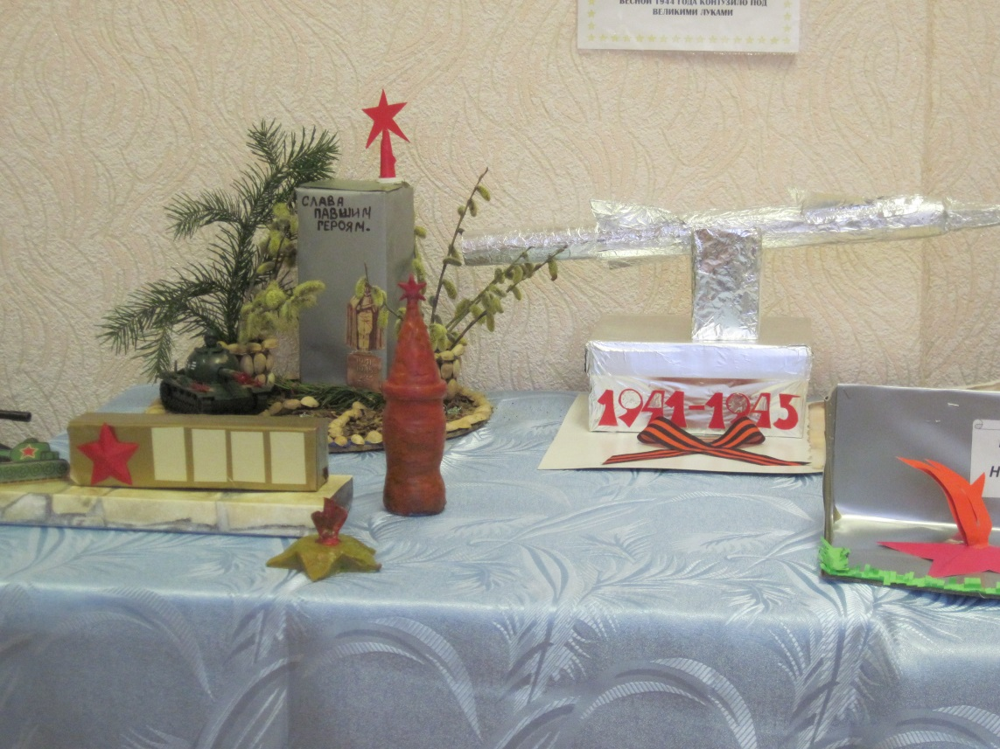 ВЕСНОЙ 1944 ГОДА КОНТУЗИЛО ПОД
ВЕЛИКИМИ ЛУКАМИ
СЛАВА
ПАВШИМ
ГЕРОЯМ.
1941-1945
Н